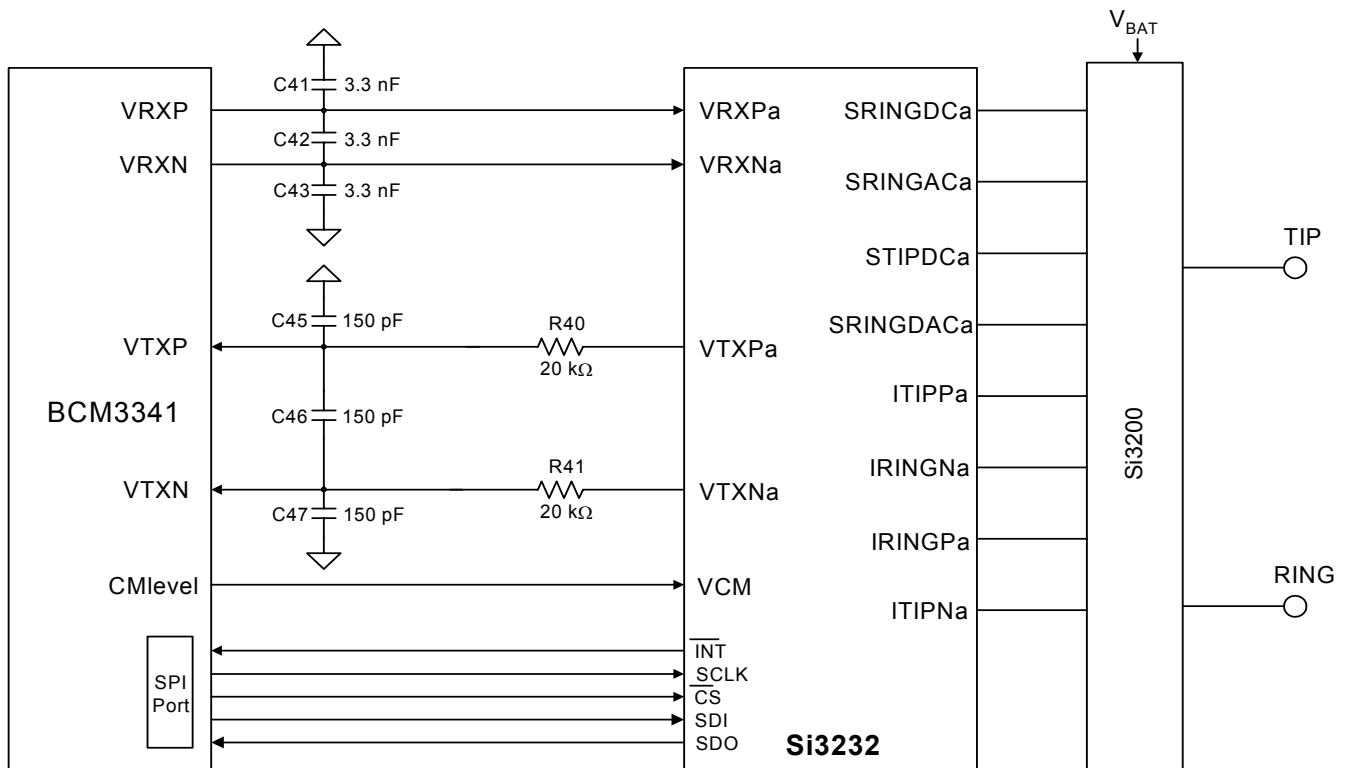 VBAT
C41 3.3 nF
VRXP
VRXPa
SRINGDCa
C42 3.3 nF
VRXN
VRXNa
C43 3.3 nF
SRINGACa
TIP
STIPDCa
C45 150 pF
R40
SRINGDACa
VTXP
VTXPa
20 kΩ
ITIPPa
BCM3341
C46 150 pF
Si3200
R41
IRINGNa
VTXN
VTXNa
C47 150 pF
20 kΩ
IRINGPa
RING
CMlevel
VCM
ITIPNa
INT
SPI
Port
SCLK
CS
SDI
SDO
Si3232